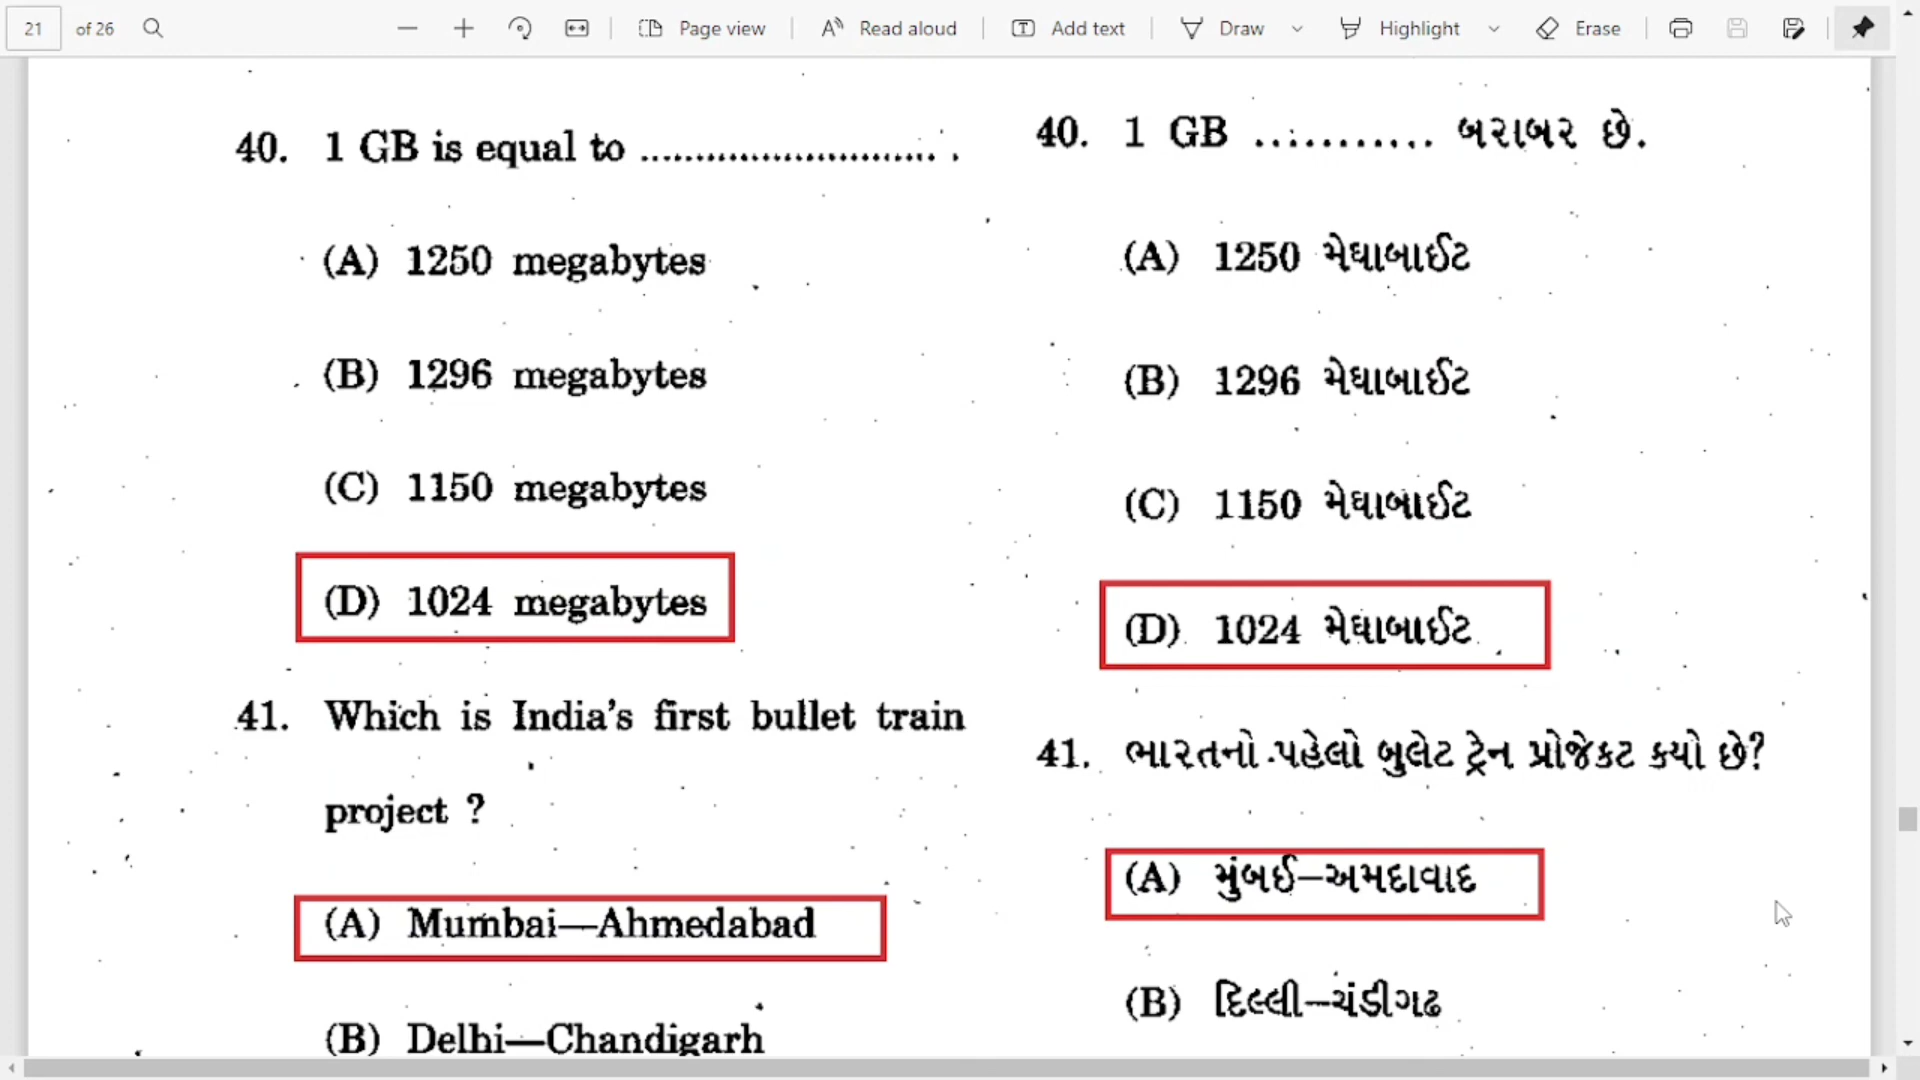 21 of 26 Page view Read aloud Add text Draw Highlight Erase
40. 1 GB is equal to ........................... .
(A) 1250 megabytes
(B) 1296 megabytes
(C) 1150 megabytes
(D) 1024 megabytes
41. Which is India's first bullet train
project ?
(A) Mumbai—Ahmedabad
(B) Delhi—Chandigarh
40. 1 GB ........... બરાબર છે.
(A) 1250 મેઘાબાઈટ
(B) 1296 મેઘાબાઈટ
(C) 1150 મેઘાબાઈટ
(D) 1024 મેઘાબાઈટ
41. ભારતનો પહેલો બુલેટ ટ્રેન પ્રોજેકટ કયો છે?
(A) મુંબઈ—અમદાવાદ
(B) દિલ્લી—ચંડીગઢ